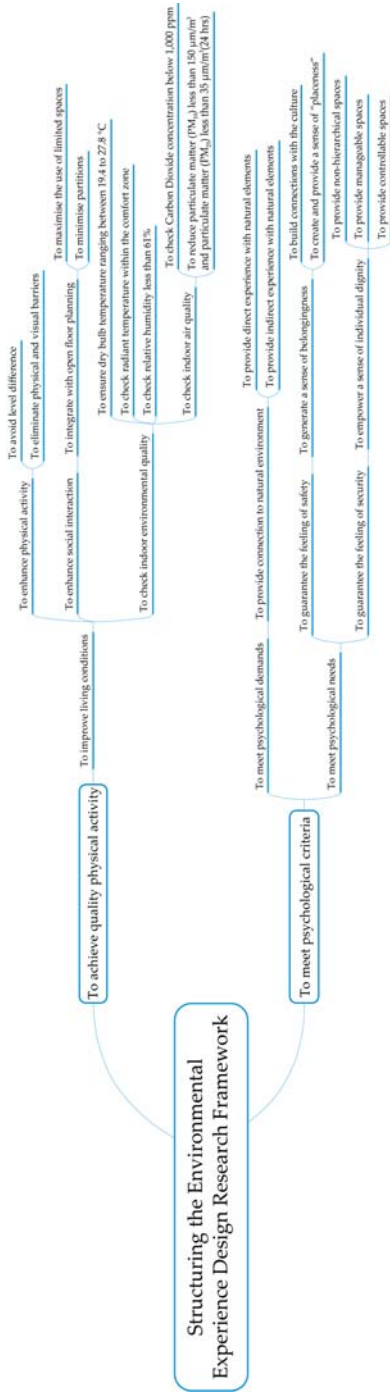 Structuring the Environmental
Experience Design Research Framework
To achieve quality physical activity
To improve living conditions
To enhance physical activity
To avoid level difference
To eliminate physical and visual barriers
To enhance social interaction
To integrate with open floor planning
To maximise the use of limited spaces
To minimise partitions
To check indoor environmental quality
To ensure dry bulb temperature ranging between 19.4 to 27.8 °C
To check radiant temperature within the comfort zone
To check relative humidity less than 61%
To check indoor air quality
To check Carbon Dioxide concentration below 1,000 ppm
To reduce particulate matter (PM₁₀) less than 150 μm/m³
and particulate matter (PM₂.₅) less than 35 μm/m³(24 hrs)
To meet psychological criteria
To meet psychological demands
To provide connection to natural environment
To provide direct experience with natural elements
To provide indirect experience with natural elements
To meet psychological needs
To guarantee the feeling of safety
To generate a sense of belongingness
To build connections with the culture
To create and provide a sense of "placeness"
To guarantee the feeling of security
To empower a sense of individual dignity
To provide non-hierarchical spaces
To provide manageable spaces
To provide controllable spaces